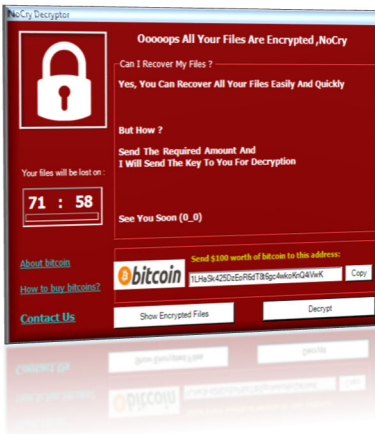 NoCry Decryptor
Ooooops All Your Files Are Encrypted ,NoCry
Can I Recover My Files ?
Yes, You Can Recover All Your Files Easily And Quickly
But How ?
Send The Required Amount And
I Will Send The Key To You For Decryption
Your files will be lost on :
71 : 58
See You Soon (0_0)
About bitcoin
How to buy bitcoins?
Contact Us
bitcoin
Send $100 worth of bitcoin to this address:
Copy
Show Encrypted Files
Decrypt